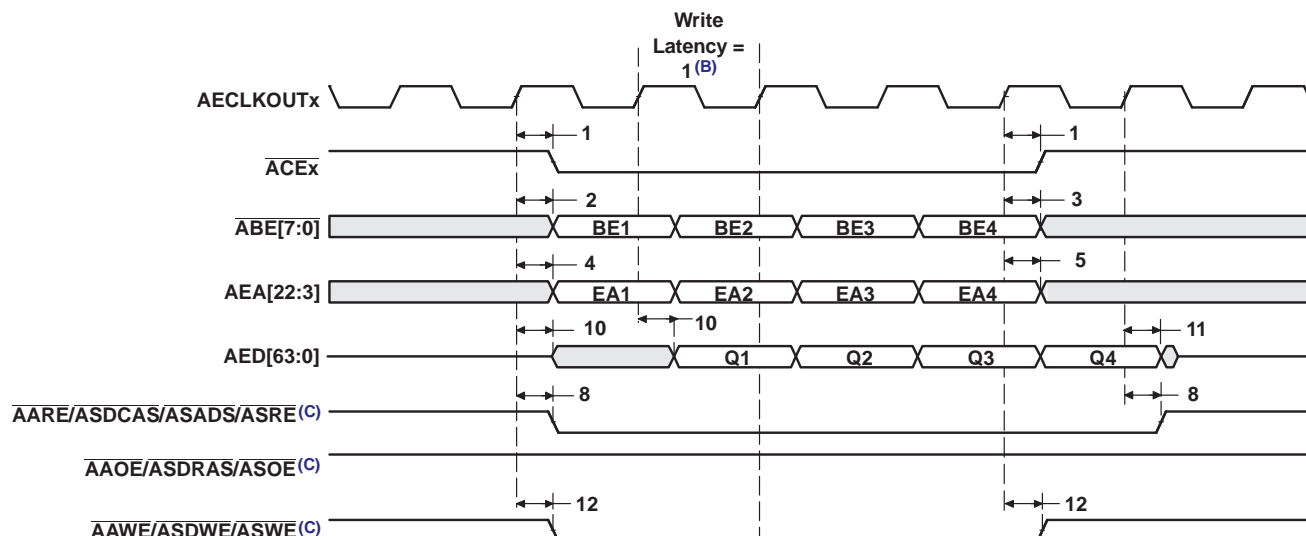 Write
Latency =
1(B)
AECLKOUTx
1 1
ACEx
2 3
ABE[7:0] BE1 BE2 BE3 BE4
4 5
AEA[22:3] EA1 EA2 EA3 EA4
10 10 11
AED[63:0] Q1 Q2 Q3 Q4
8 8
AARE/ASDCAS/ASADS/ASRE(C)
AAOE/ASDRAS/ASOE(C)
12 12
AAWE/ASDWE/ASWE(C)